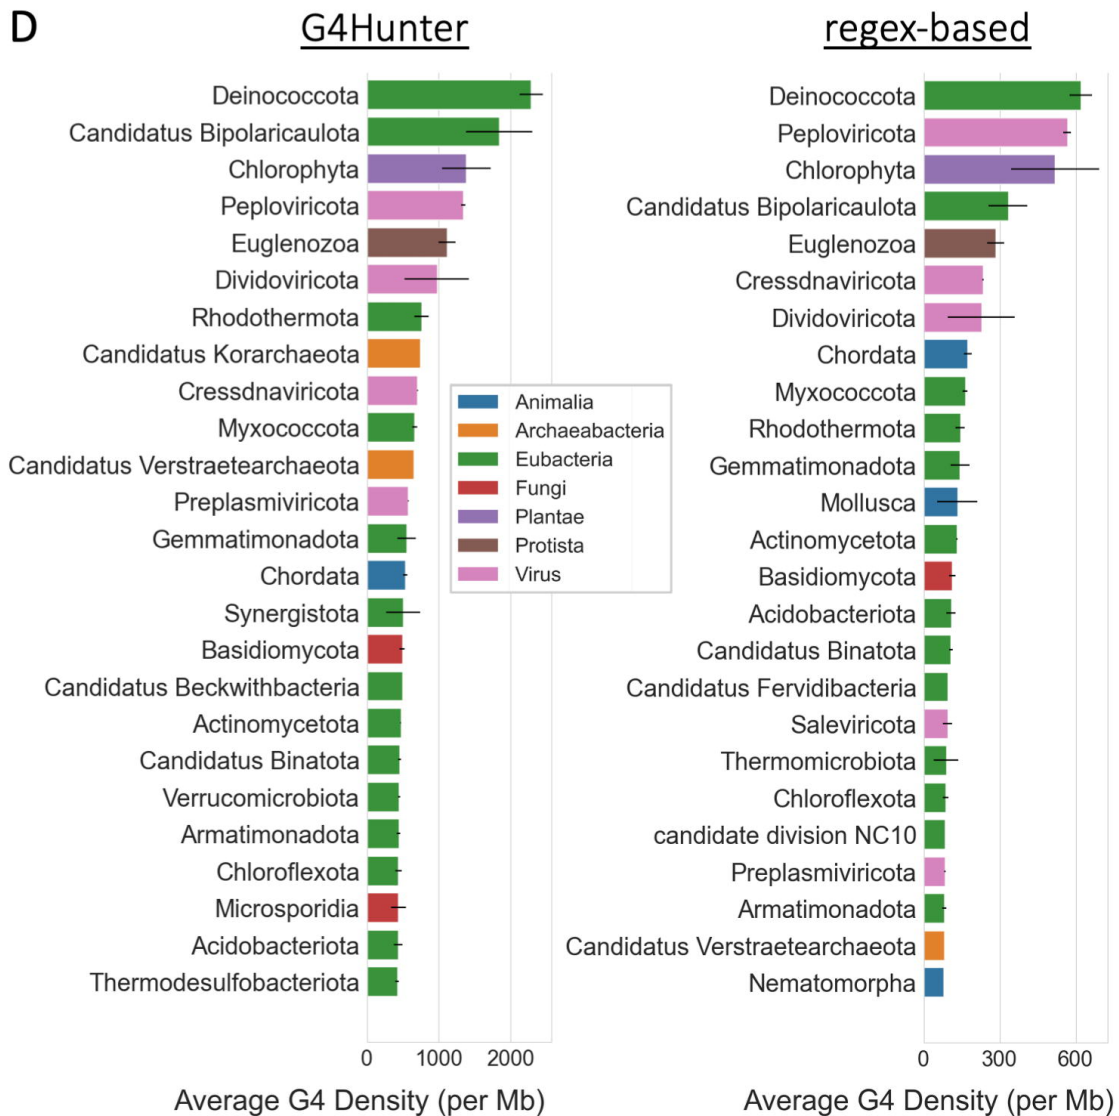 D
G4Hunter
Deinococcota
Candidatus Bipolaricaulota
Chlorophyta
Peploviricota
Euglenozoa
Dividoviricota
Rhodothermota
Candidatus Korarchaeota
Cressdnaviricota
Myxococcota
Candidatus Verstraetearchaeota
Preplasmiviricota
Gemmatimonadota
Chordata
Synergistota
Basidiomycota
Candidatus Beckwithbacteria
Actinomycetota
Candidatus Binatota
Verrucomicrobiota
Armatimonadota
Chloroflexota
Microsporidia
Acidobacteriota
Thermodesulfobacteriota
0 1000 2000
Average G4 Density (per Mb)
Animalia
Archaeabacteria
Eubacteria
Fungi
Plantae
Protista
Virus
regex-based
Deinococcota
Peploviricota
Chlorophyta
Candidatus Bipolaricaulota
Euglenozoa
Cressdnaviricota
Dividoviricota
Chordata
Myxococcota
Rhodothermota
Gemmatimonadota
Mollusca
Actinomycetota
Basidiomycota
Acidobacteriota
Candidatus Binatota
Candidatus Fervidibacteria
Saleviricota
Thermomicrobiota
Chloroflexota
candidate division NC10
Preplasmiviricota
Armatimonadota
Candidatus Verstraetearchaeota
Nematomorpha
0 300 600
Average G4 Density (per Mb)